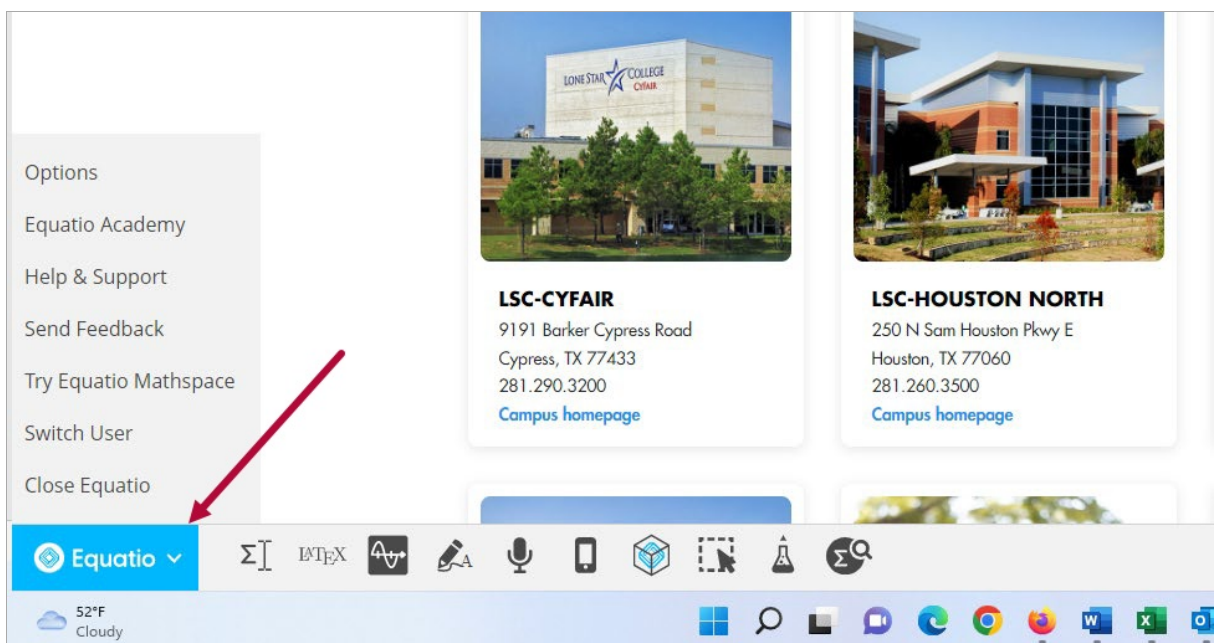 LONE STAR COLLEGE
CYFAIR
Options
Equatio Academy
Help & Support
Send Feedback
Try Equatio Mathspace
Switch User
Close Equatio
LSC-CYFAIR
9191 Barker Cypress Road
Cypress, TX 77433
281.290.3200
Campus homepage
LSC-HOUSTON NORTH
250 N Sam Houston Pkwy E
Houston, TX 77060
281.260.3500
Campus homepage
Equatio
Σ
LATEX
A
Σ
52°F
Cloudy